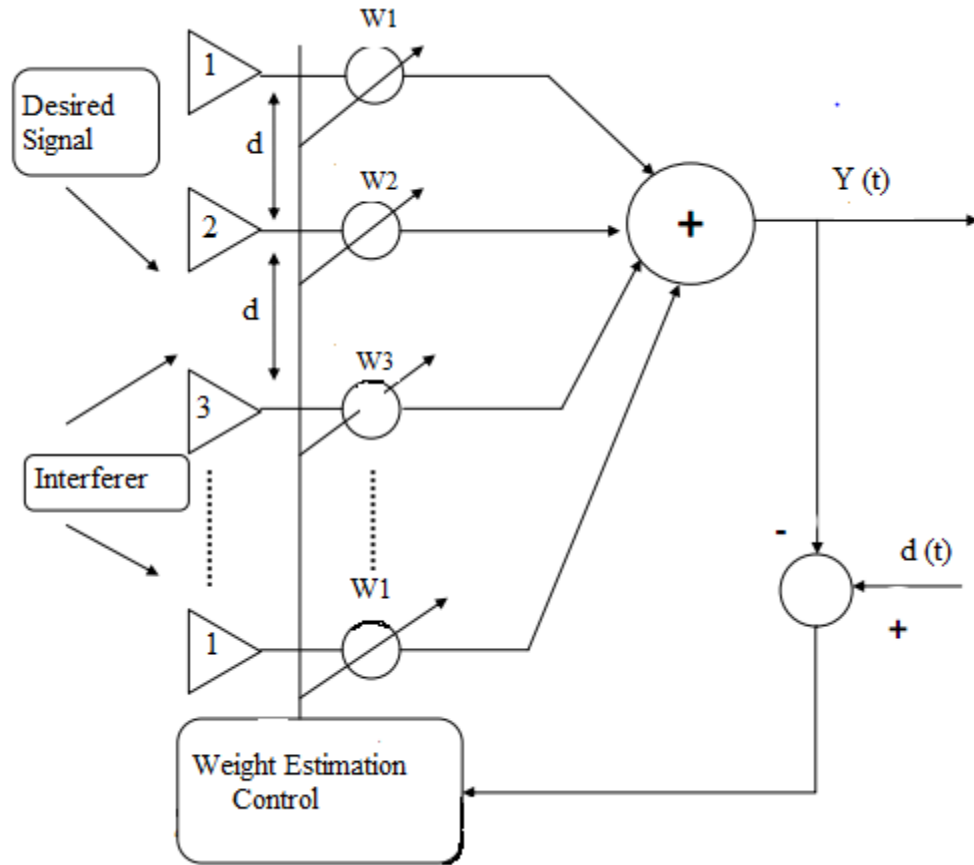 W1
1
Desired
Signal
d
W2
Y (t)
2
+
d
W3
3
Interferer
-
d (t)
W1
+
1
Weight Estimation
Control